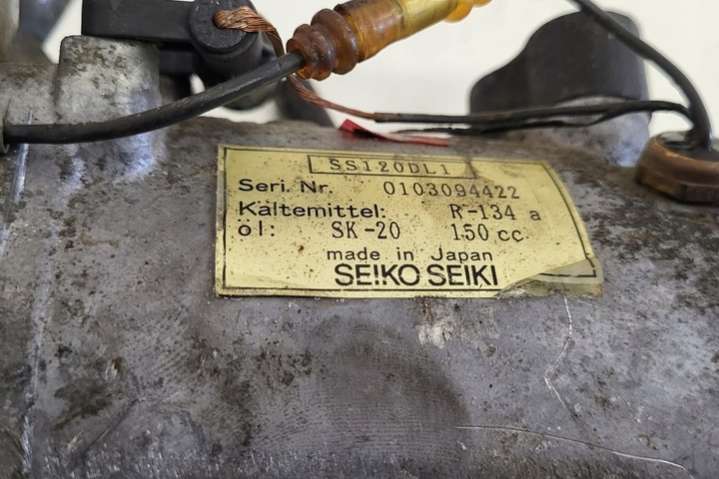 SS120DL1
Seri. Nr. 0103094422
Kältemittel: R-134 a
öl: SK-20 150 cc
made in Japan
SEIKO SEIKI